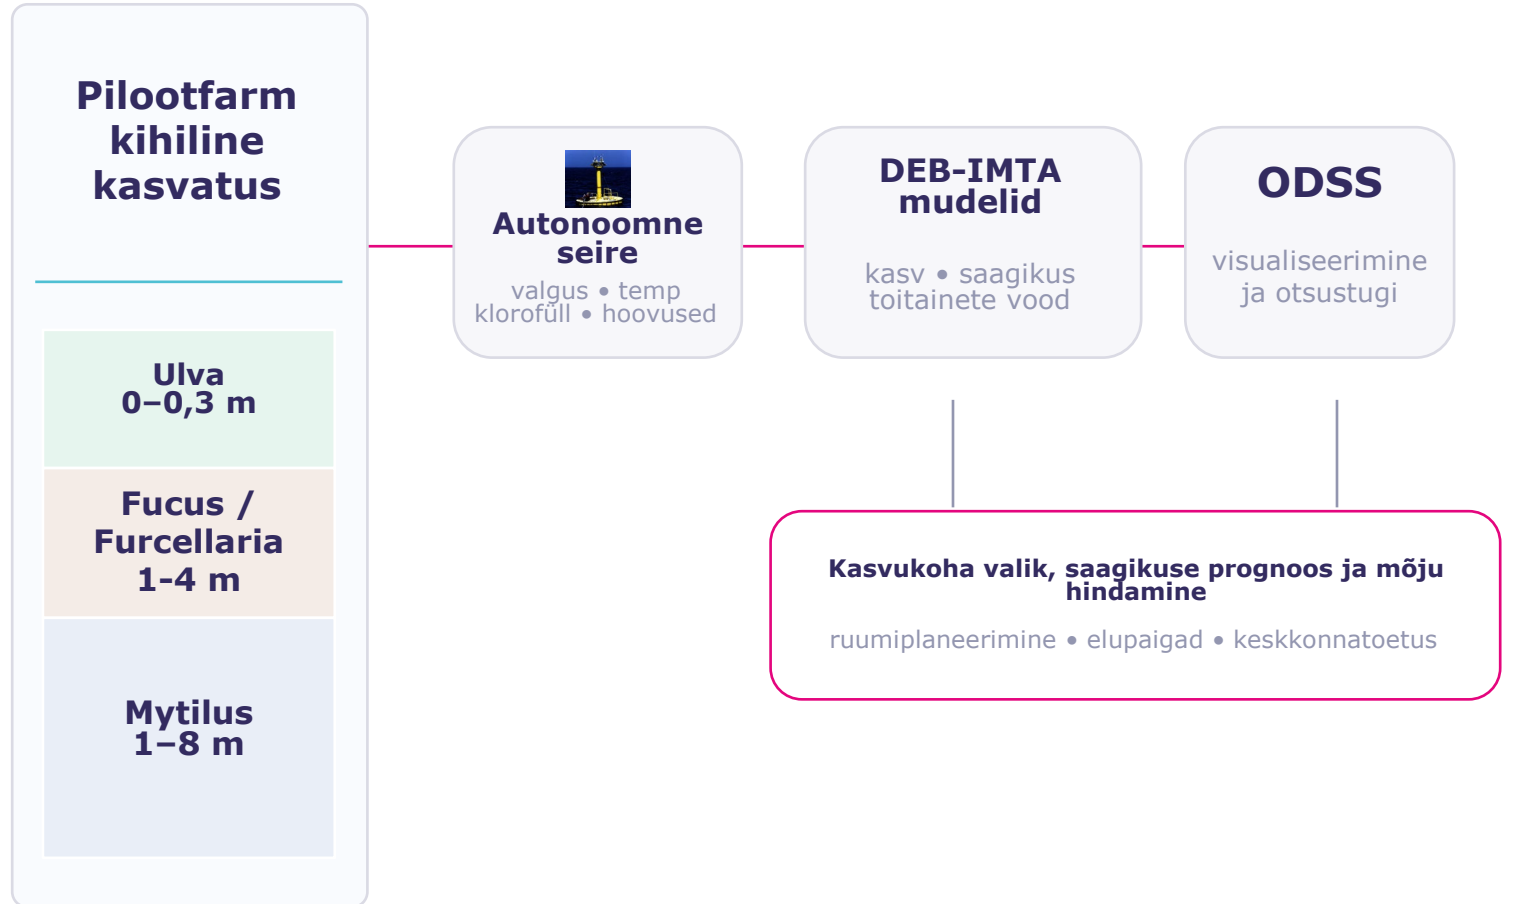 Pilootfarm
kihiline
kasvatus
Ulva
0–0,3 m
Fucus /
Furcellaria
1-4 m
Mytilus
1–8 m
Autonoomne
seire
valgus • temp
klorofüll • hoovused
DEB-IMTA
mudelid
kasv • saagikus
toitainete vood
ODSS
visualiseerimine
ja otsustugi
Kasvukoha valik, saagikuse prognoos ja mõju
hindamine
ruumiplaneerimine • elupaigad • keskkonnatoetus